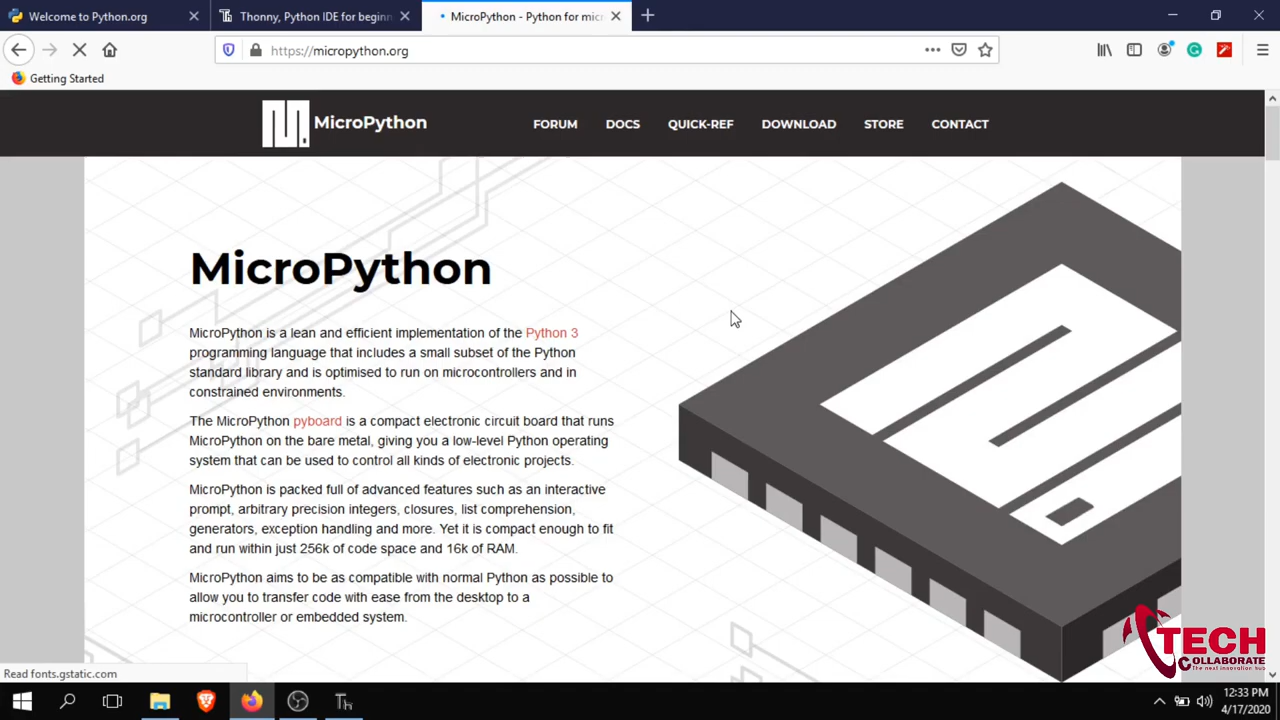 Welcome to Python.org
Thonny, Python IDE for beginn
MicroPython - Python for micr
https://micropython.org
Getting Started
MicroPython
FORUM
DOCS
QUICK-REF
DOWNLOAD
STORE
CONTACT
MicroPython
MicroPython is a lean and efficient implementation of the Python 3
programming language that includes a small subset of the Python
standard library and is optimised to run on microcontrollers and in
constrained environments.
The MicroPython pyboard is a compact electronic circuit board that runs
MicroPython on the bare metal, giving you a low-level Python operating
system that can be used to control all kinds of electronic projects.
MicroPython is packed full of advanced features such as an interactive
prompt, arbitrary precision integers, closures, list comprehension,
generators, exception handling and more. Yet it is compact enough to fit
and run within just 256k of code space and 16k of RAM.
MicroPython aims to be as compatible with normal Python as possible to
allow you to transfer code with ease from the desktop to a
microcontroller or embedded system.
TECH
COLLABORATE
The next innovation hub
Read fonts.gstatic.com
Th
12:33 PM
4/17/2020